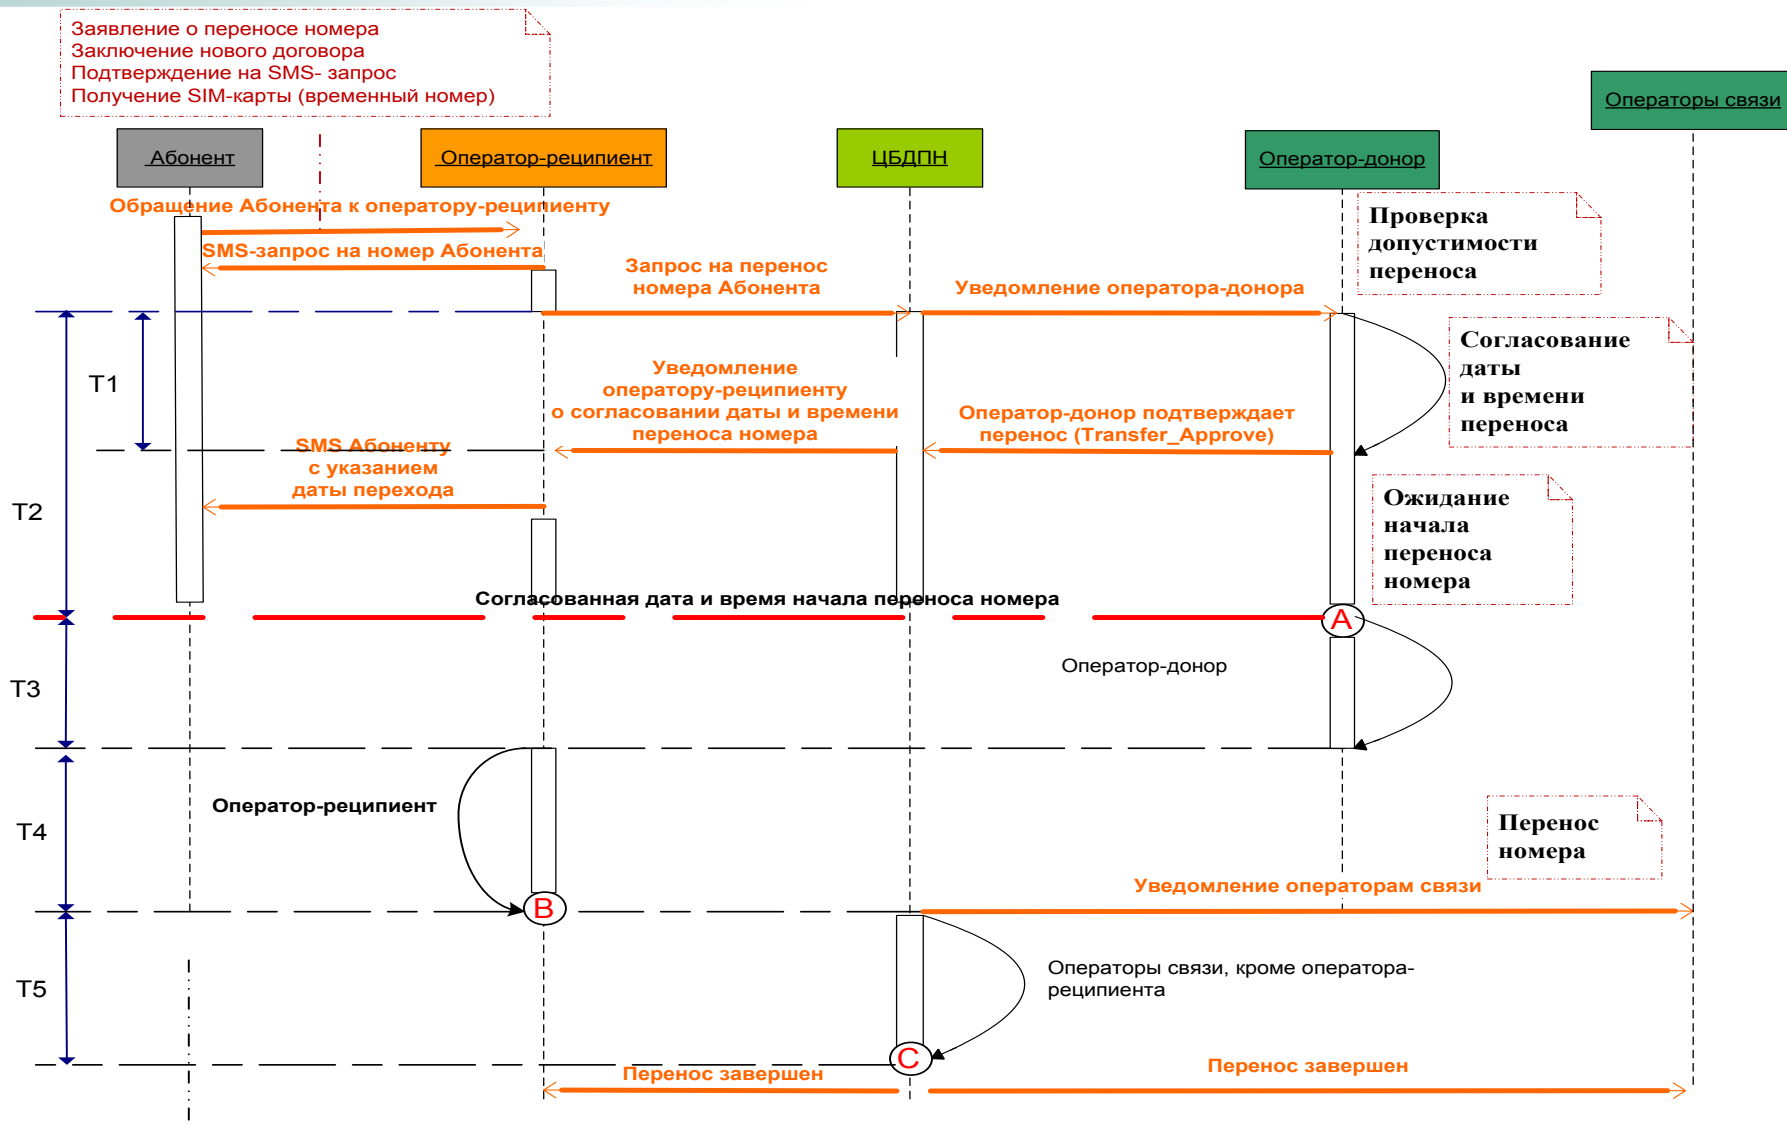 Заявление о переносе номера
Заключение нового договора
Подтверждение на SMS- запрос
Получение SIM-карты (временный номер)
Операторы связи
Абонент
Оператор-реципиент
ЦБДПН
Оператор-донор
Обращение Абонента к оператору-реципиенту
SMS-запрос на номер Абонента
Запрос на перенос
номера Абонента
Уведомление оператора-донора
Проверка
допустимости
переноса
Согласование
даты
и времени
переноса
T1
Уведомление
оператору-реципиенту
о согласовании даты и времени
переноса номера
Оператор-донор подтверждает
перенос (Transfer_Approve)
SMS Абоненту
с указанием
даты перехода
T2
Ожидание
начала
переноса
номера
Согласованная дата и время начала переноса номера
A
T3
Оператор-донор
T4
Оператор-реципиент
Перенос
номера
B
Уведомление операторам связи
T5
Операторы связи, кроме оператора-
реципиента
C
Перенос завершен
Перенос завершен